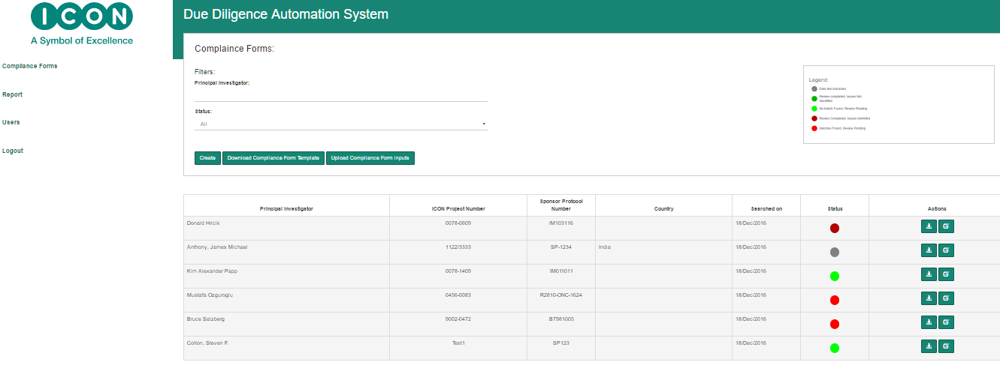 ICON
A Symbol of Excellence
Due Diligence Automation System
Compliance Forms
Report
Users
Logout
Complaince Forms:
Filters:
Principal Investigator:
Status:
All
Create Download Compliance Form Template Upload Compliance Form Inputs
Legend:
Data Not Extracted
Review completed, Issues Not
Identified
No Match Found, Review Pending
Review Completed, Issues Identified
Matches Found, Review Pending
Principal Investigator ICON Project Number Sponsor Protocol Number Country Searched on Status Actions
Donald Hricik 0078-0609 IM103116 18/Dec/2016
Anthony, James Michael 1122/3333 SP-1234 India 18/Dec/2016
Kim Alexander Papp 0078-1409 IM011011 18/Dec/2016
Mustafa Ozguroglu 0456-0083 R2810-ONC-1624 18/Dec/2016
Bruce Salzberg 9002-0472 B7981005 18/Dec/2016
Colton, Steven F. Test1 SP123 18/Dec/2016